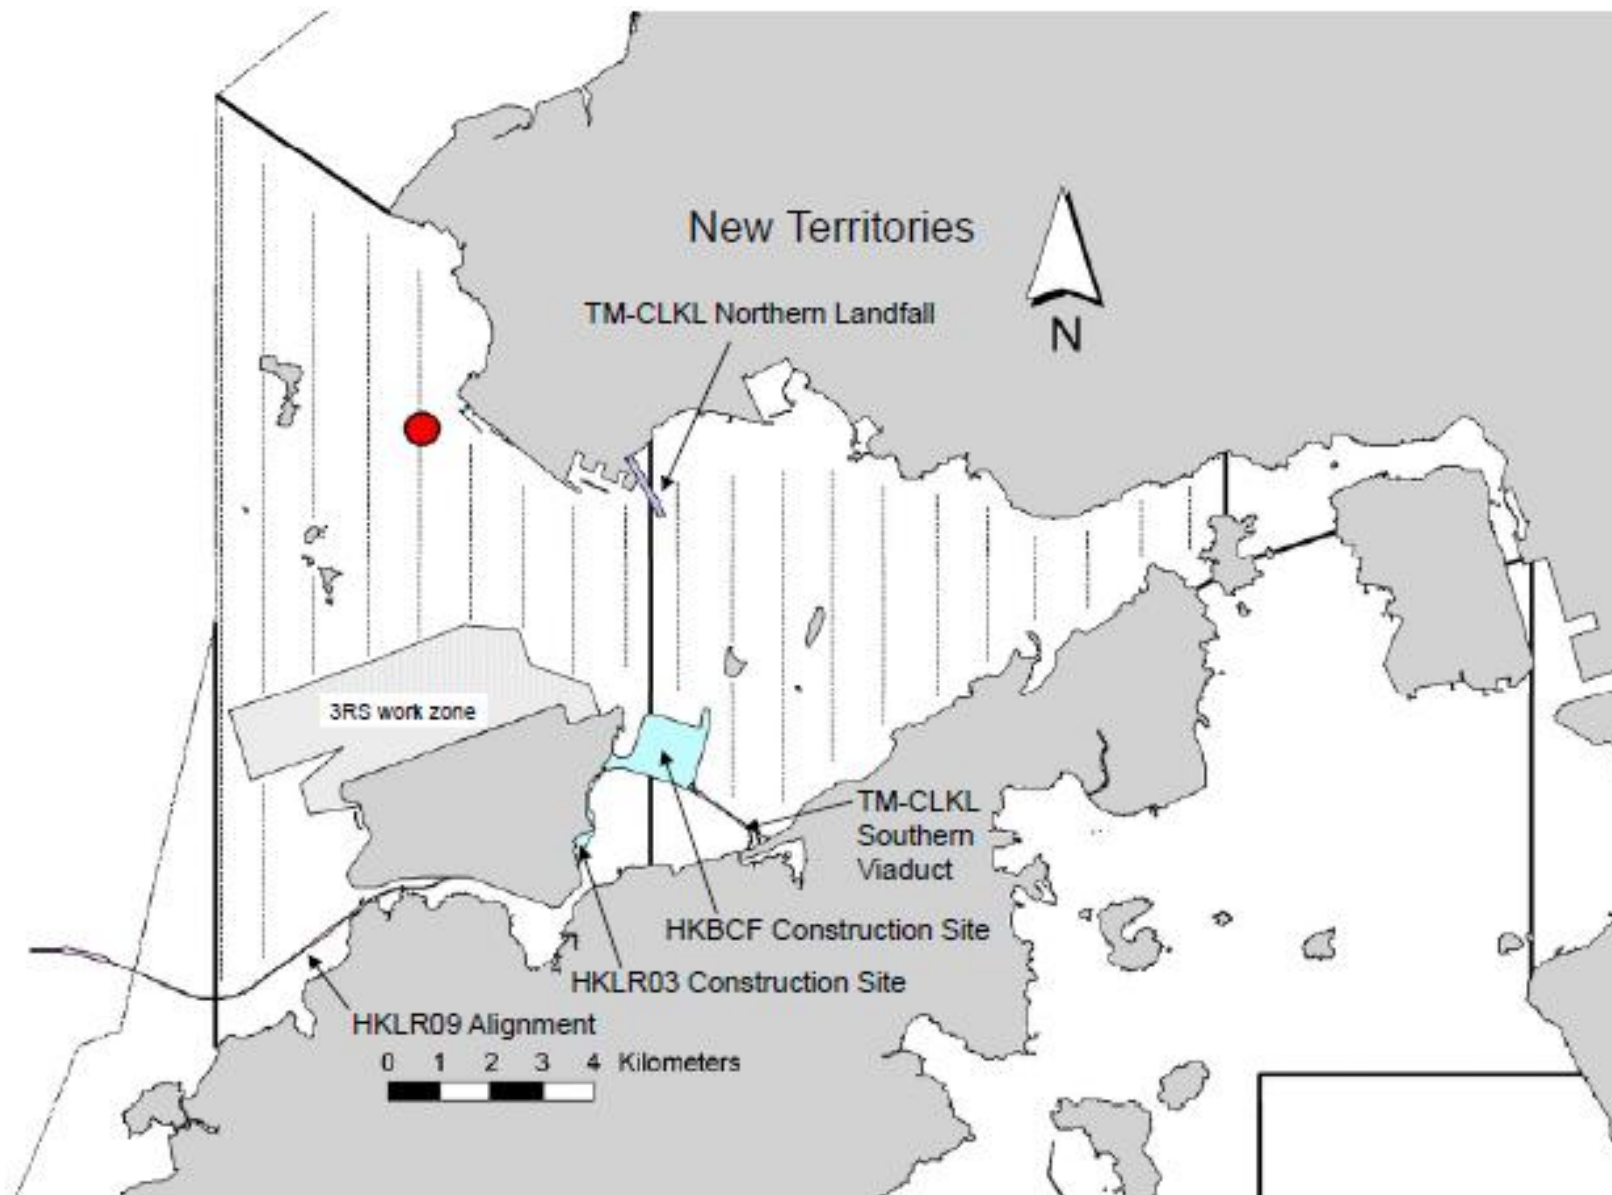 New Territories
TM-CLKL Northern Landfall
N
3RS work zone
TM-CLKL
Southern
Viaduct
HKBCF Construction Site
HKLR03 Construction Site
HKLR09 Alignment
0 1 2 3 4 Kilometers